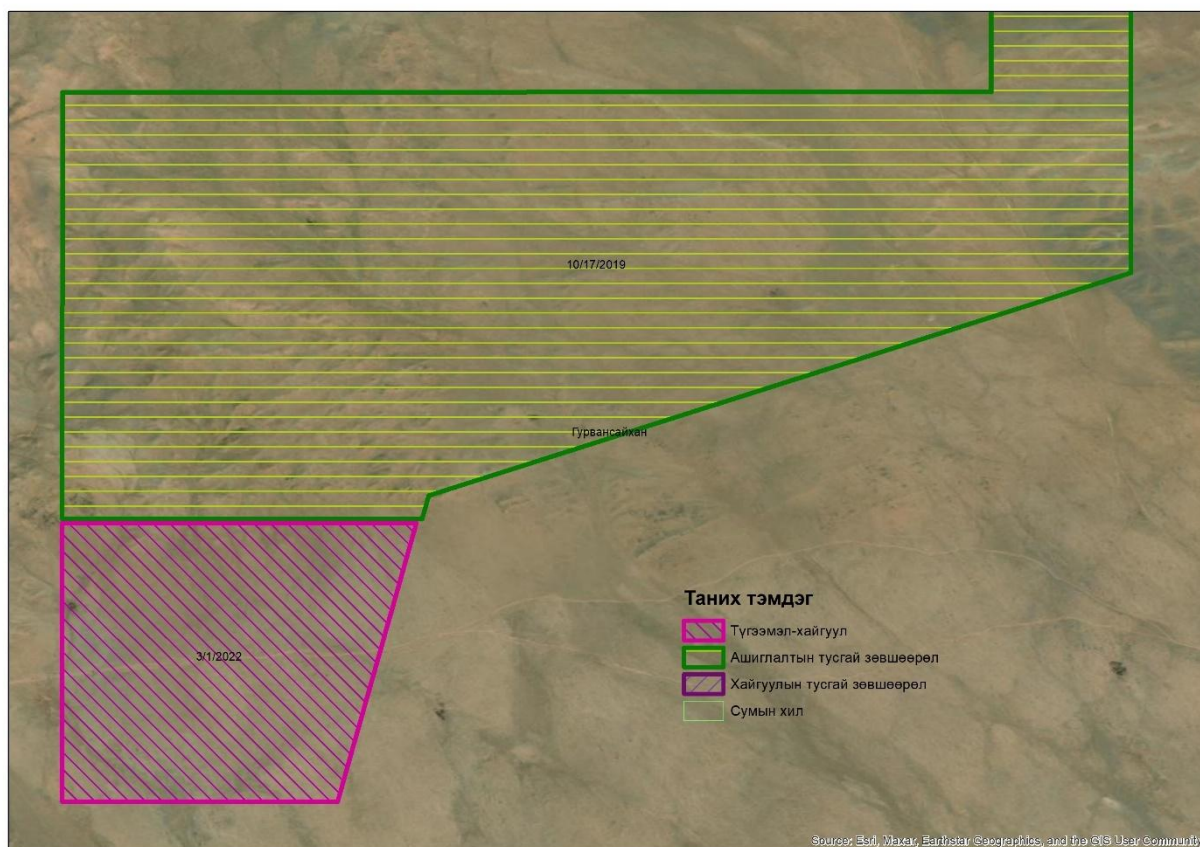 10/17/2019
Гурвансайхан
Таних тэмдэг
Түгээмэл-хайгуул
3/1/2022
Ашиглалтын тусгай зөвшөөрөл
Хайгуулын тусгай зөвшөөрөл
Сумын хил
Source: Esri, Maxar, Earthstar Geographics, and the GIS User Community